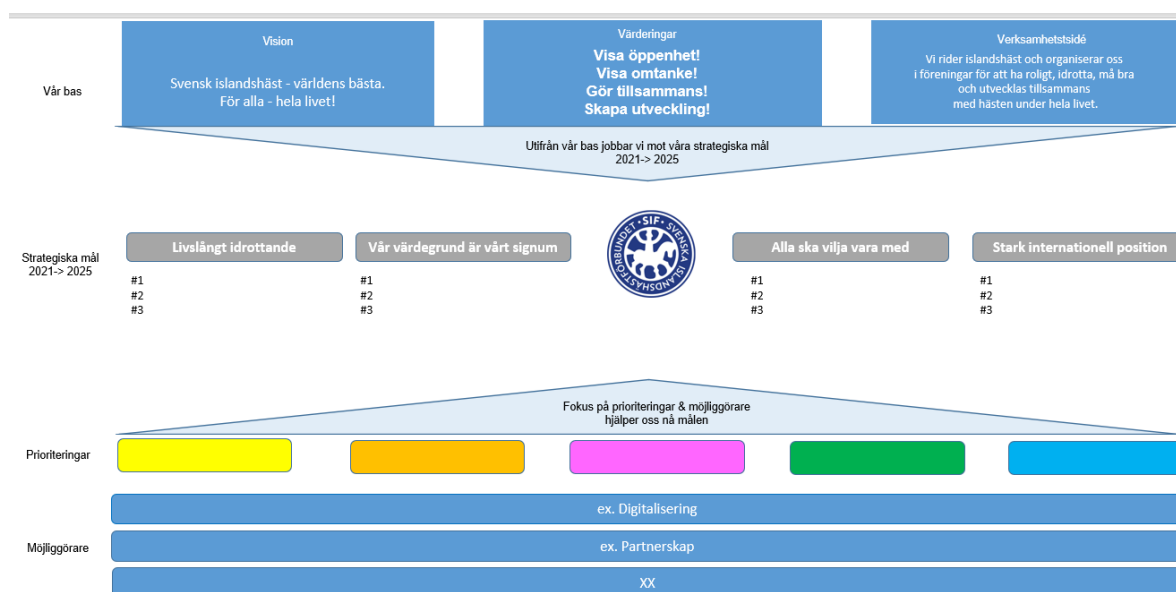 Vår bas
Vision
Svensk islandshäst - världens bästa.
För alla - hela livet!
Värderingar
Visa öppenhet!
Visa omtanke!
Gör tillsammans!
Skapa utveckling!
Verksamhetstsidé
Vi rider islandshäst och organiserar oss
i föreningar för att ha roligt, idrotta, må bra
och utvecklas tillsammans
med hästen under hela livet.
Utifrån vår bas jobbar vi mot våra strategiska mål
2021-> 2025
Strategiska mål
2021-> 2025
Livslångt idrottande
#1
#2
#3
Vår värdegrund är vårt signum
#1
#2
#3
SIF · SVENSKA ISLANDSHÄSTFÖRBUNDET
Alla ska vilja vara med
#1
#2
#3
Stark internationell position
#1
#2
#3
Fokus på prioriteringar & möjliggörare
hjälper oss nå målen
Prioriteringar
Möjliggörare
ex. Digitalisering
ex. Partnerskap
XX